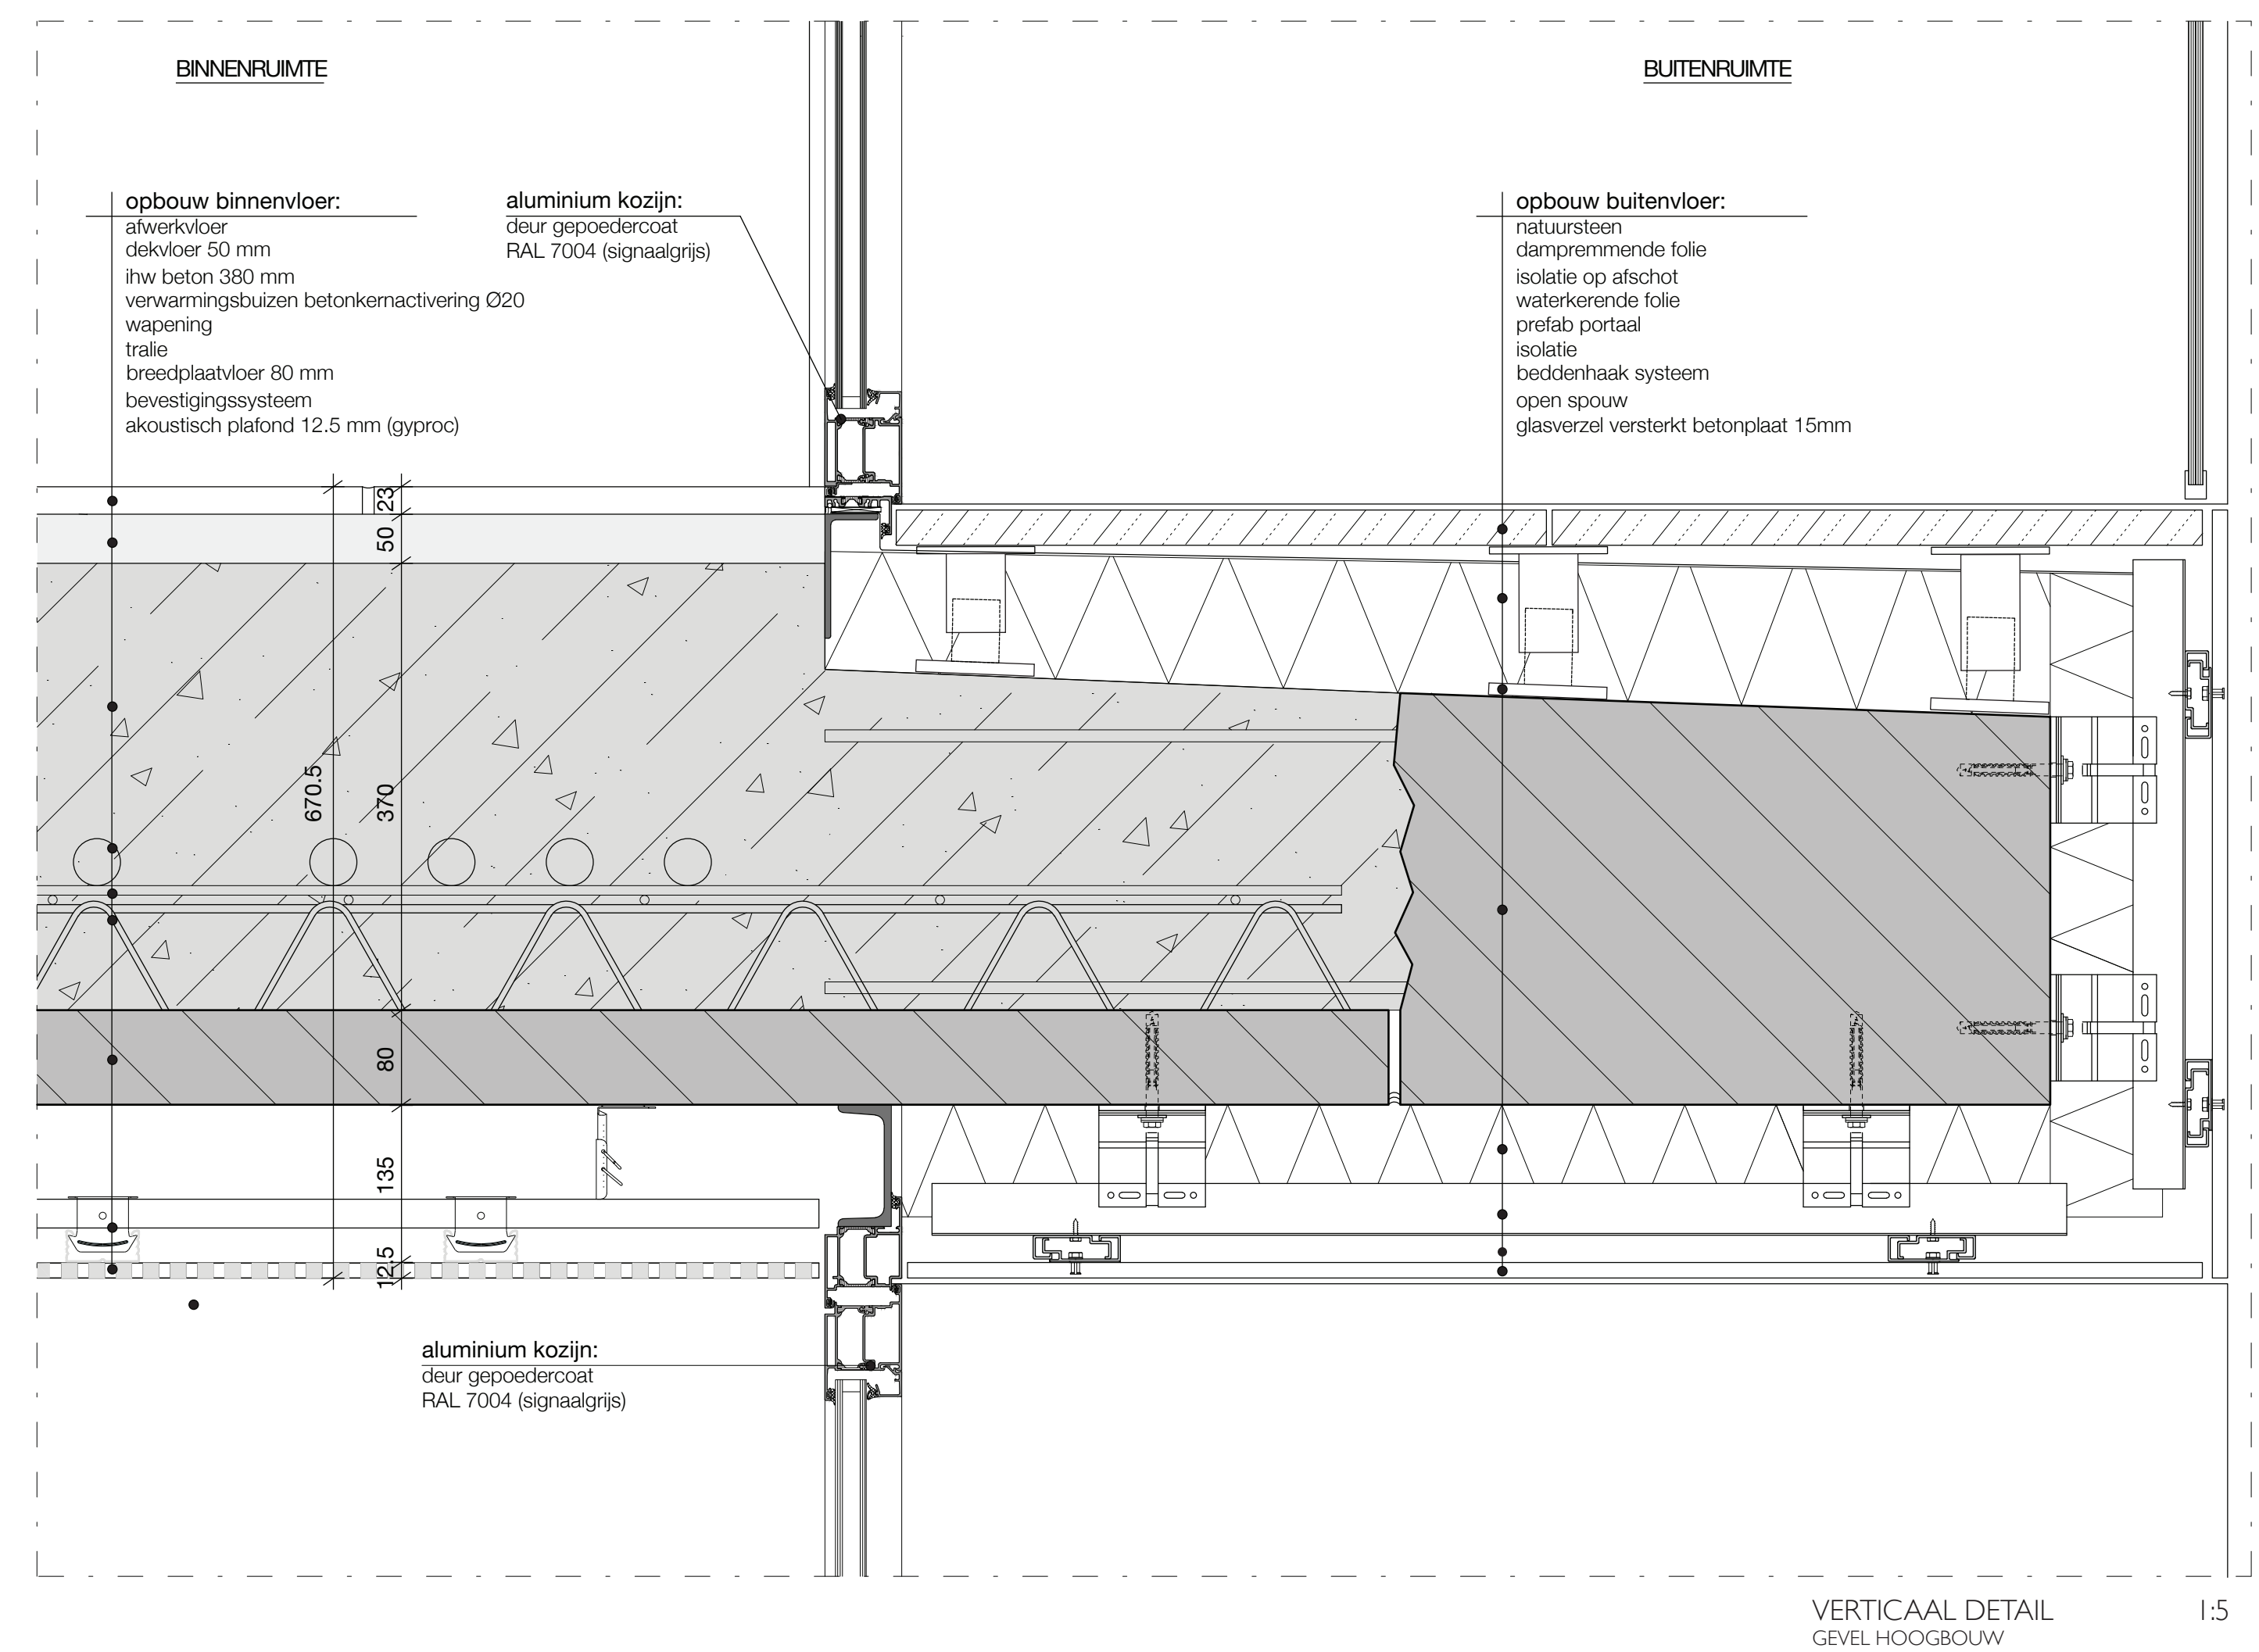 BINNENRUIMTE
BUITENRUIMTE
opbouw binnenvloer:
afwerkvloer
dekvloer 50 mm
ihw beton 380 mm
verwarmingsbuizen betonkernactivering Ø20
wapening
tralie
breedplaatvloer 80 mm
bevestigingssysteem
akoustisch plafond 12.5 mm (gyproc)
aluminium kozijn:
deur gepoedercoat
RAL 7004 (signaalgrijs)
opbouw buitenvloer:
natuursteen
dampremmende folie
isolatie op afschot
waterkerende folie
prefab portaal
isolatie
beddenhaak systeem
open spouw
glasverzel versterkt betonplaat 15mm
23
50
670.5
370
80
135
12.5
aluminium kozijn:
deur gepoedercoat
RAL 7004 (signaalgrijs)
VERTICAAL DETAIL
1:5
GEVEL HOOGBOUW